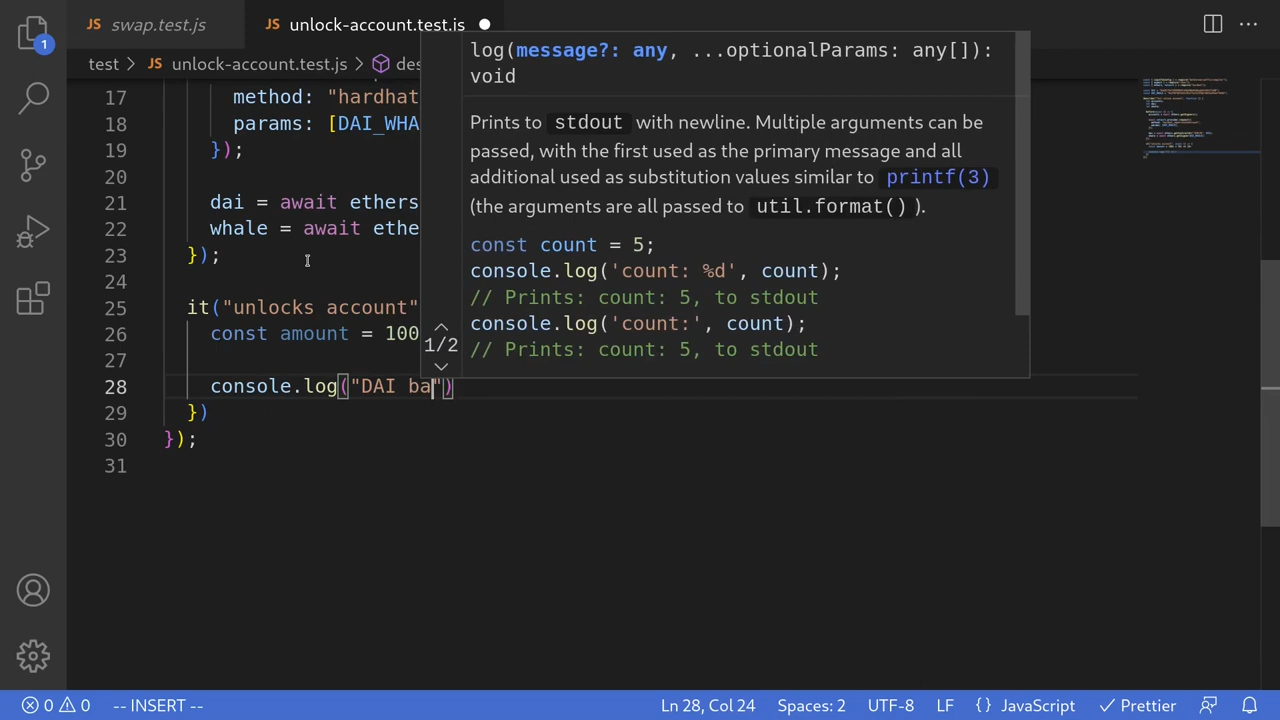 JS swap.test.js JS unlock-account.test.js
1
test > JS unlock-account.test.js > des
17 method: "hardhat
18 params: [DAI_WHA
19 });
20
21 dai = await ethers
22 whale = await ethe
23 });
24
25 it("unlocks account"
26 const amount = 100
27
28 console.log("DAI ba")
29 })
30 });
31
log(message?: any, ...optionalParams: any[]):
void
Prints to stdout with newline. Multiple arguments can be
passed, with the first used as the primary message and all
additional used as substitution values similar to printf(3)
(the arguments are all passed to util.format() ).
const count = 5;
console.log('count: %d', count);
// Prints: count: 5, to stdout
console.log('count:', count);
// Prints: count: 5, to stdout
1/2
0 0 -- INSERT -- Ln 28, Col 24 Spaces: 2 UTF-8 LF {} JavaScript Prettier